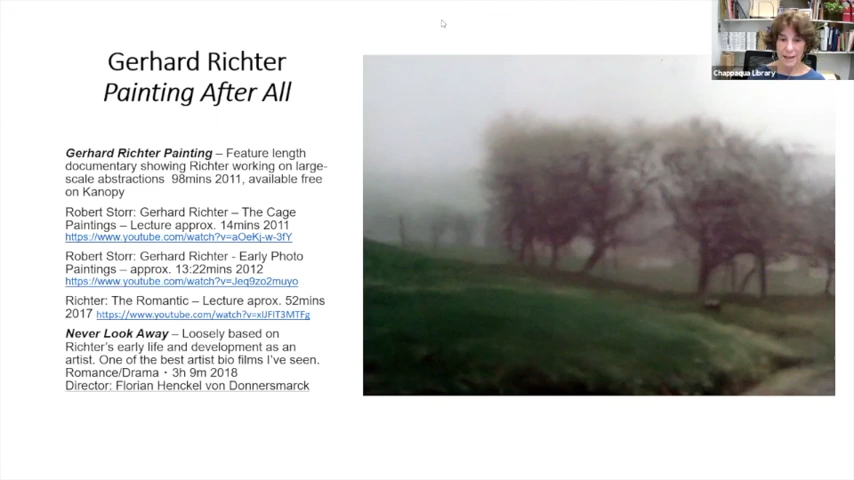 Gerhard Richter
Painting After All
Gerhard Richter Painting – Feature length
documentary showing Richter working on large-
scale abstractions 98mins 2011, available free
on Kanopy
Robert Storr: Gerhard Richter – The Cage
Paintings – Lecture approx. 14mins 2011
https://www.youtube.com/watch?v=aOeKj-w-3fY
Robert Storr: Gerhard Richter - Early Photo
Paintings – approx. 13:22mins 2012
https://www.youtube.com/watch?v=Jeq9zo2muyo
Richter: The Romantic – Lecture aprox. 52mins
2017 https://www.youtube.com/watch?v=xlJFIT3MTFg
Never Look Away – Loosely based on
Richter's early life and development as an
artist. One of the best artist bio films I've seen.
Romance/Drama · 3h 9m 2018
Director: Florian Henckel von Donnersmarck
Chappaqua Library